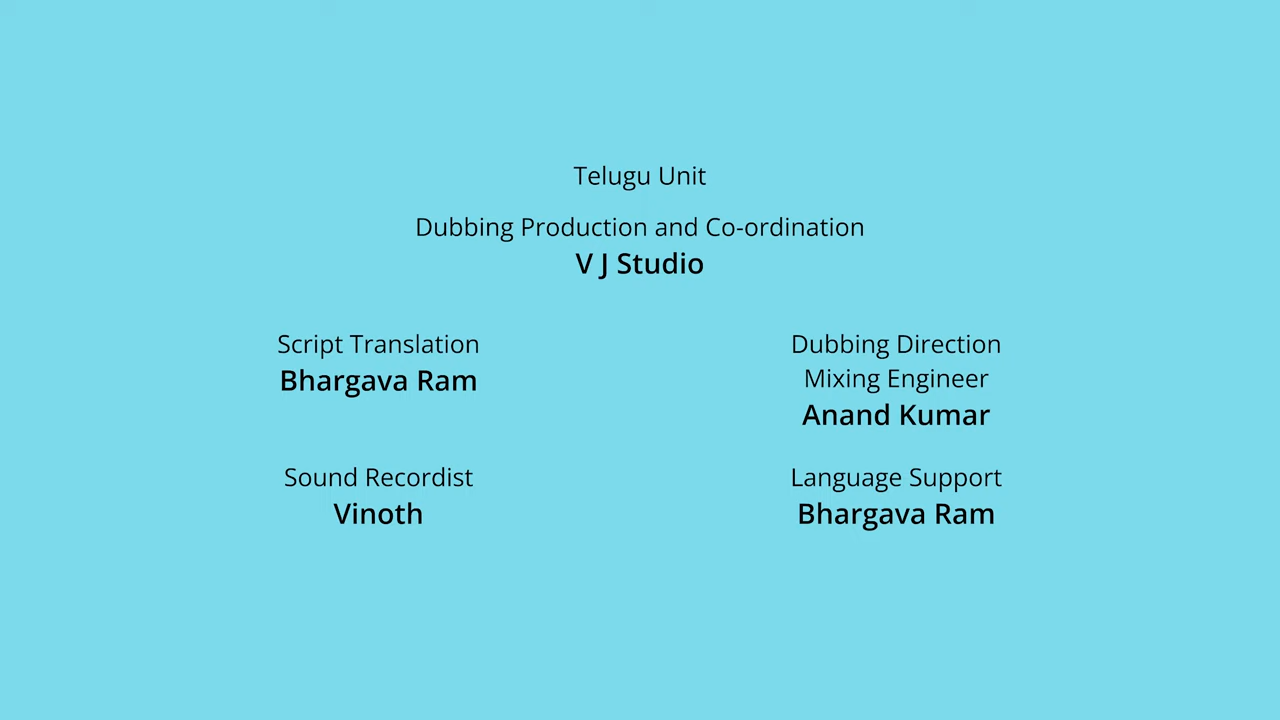 Telugu Unit
Dubbing Production and Co-ordination
V J Studio
Script Translation
Bhargava Ram
Dubbing Direction
Mixing Engineer
Anand Kumar
Sound Recordist
Vinoth
Language Support
Bhargava Ram